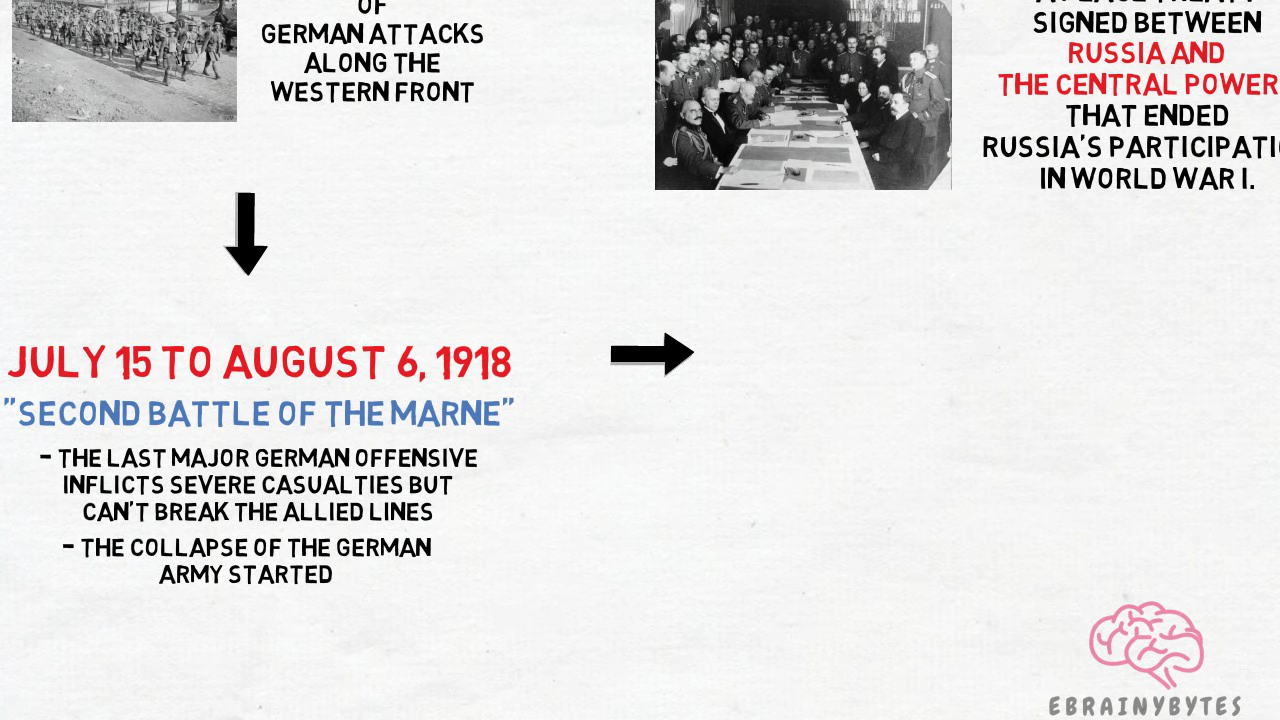 OF
GERMAN ATTACKS
ALONG THE
WESTERN FRONT
SIGNED BETWEEN
RUSSIA AND
THE CENTRAL POWER
THAT ENDED
RUSSIA'S PARTICIPATIO
IN WORLD WAR I.
JULY 15 TO AUGUST 6, 1918
"SECOND BATTLE OF THE MARNE"
- THE LAST MAJOR GERMAN OFFENSIVE
INFLICTS SEVERE CASUALTIES BUT
CAN'T BREAK THE ALLIED LINES
- THE COLLAPSE OF THE GERMAN
ARMY STARTED
EBRAINYBYTES